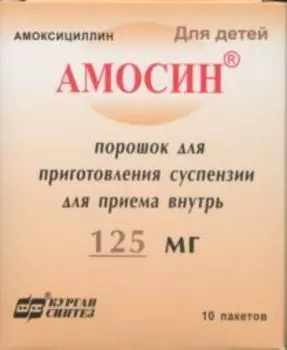 АМОКСИЦИЛЛИН
Для детей
АМОСИН®
порошок для
приготовления суспензии
для приема внутрь
125 мг
КУРГАН
СИНТЕЗ
10 пакетов